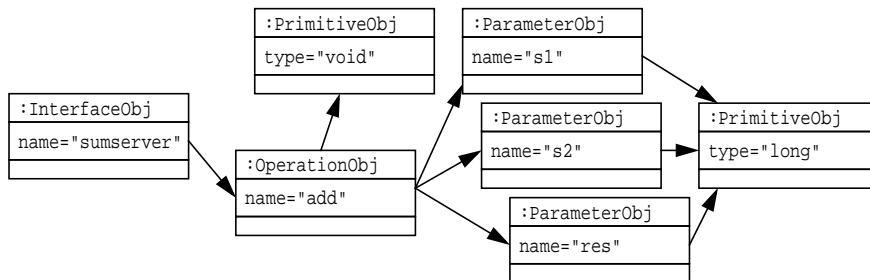 :PrimitiveObj
type="void"
:ParameterObj
name="s1"
:InterfaceObj
name="sumserver"
:OperationObj
name="add"
:ParameterObj
name="s2"
:PrimitiveObj
type="long"
:ParameterObj
name="res"